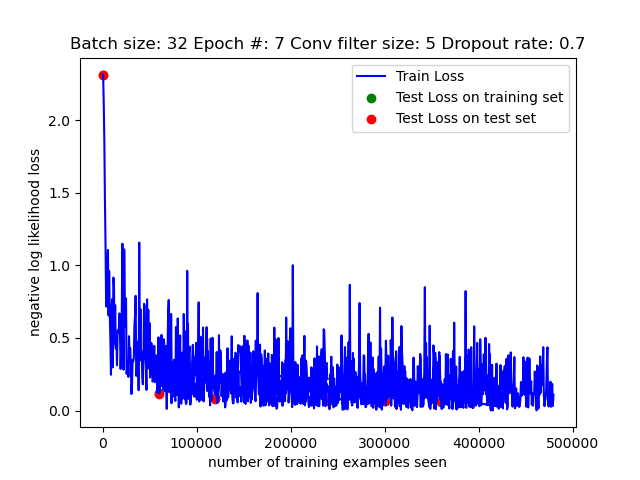 Batch size: 32 Epoch #: 7 Conv filter size: 5 Dropout rate: 0.7
Train Loss
Test Loss on training set
Test Loss on test set
negative log likelihood loss
2.0
1.5
1.0
0.5
0.0
0 100000 200000 300000 400000 500000
number of training examples seen